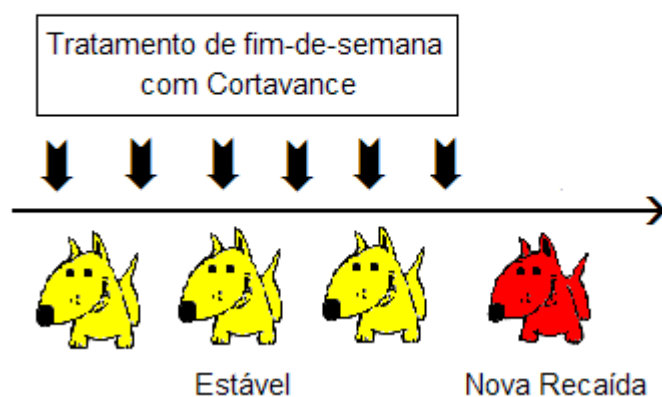 Tratamento de fim-de-semana
com Cortavance
Estável
Nova Recaída